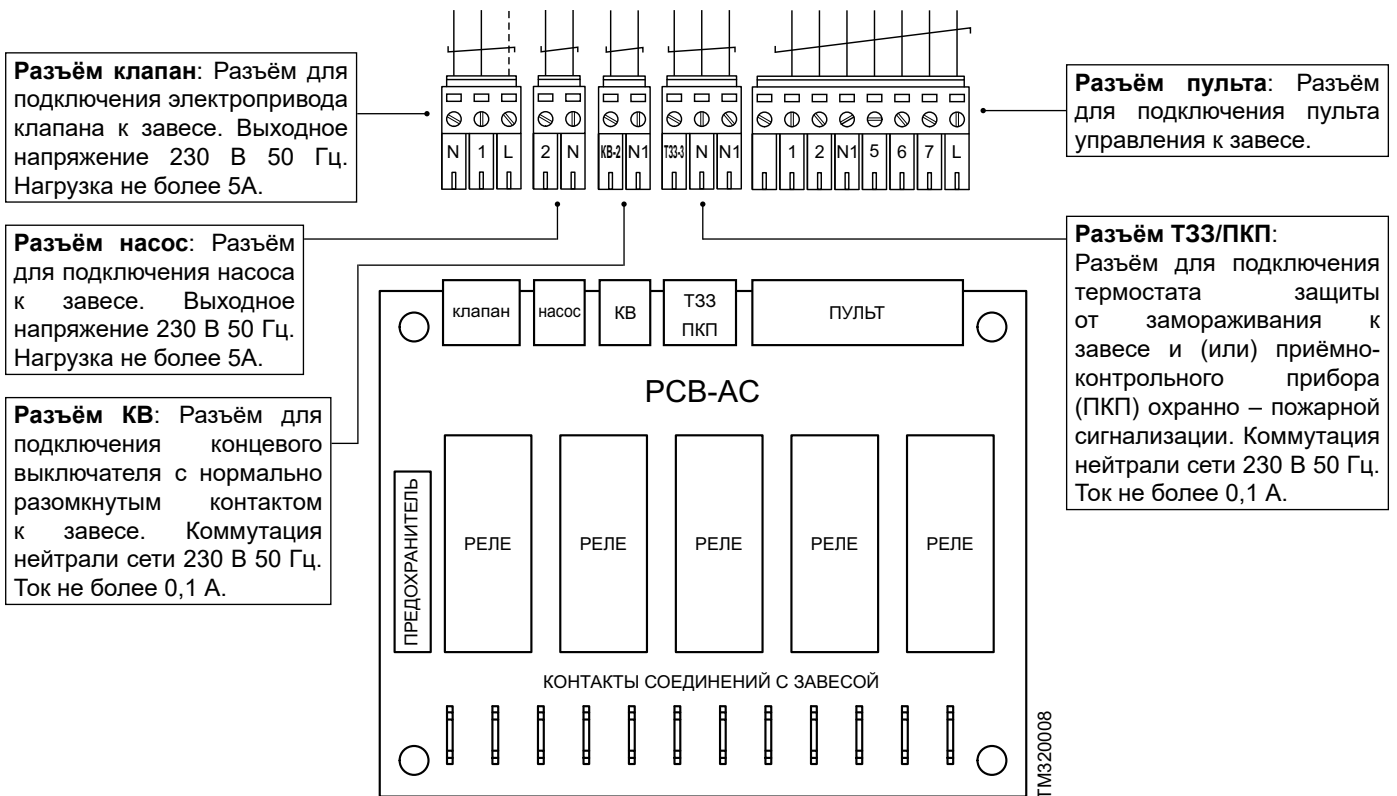 Разъём клапан: Разъём для
подключения электропривода
клапана к завесе. Выходное
напряжение 230 В 50 Гц.
Нагрузка не более 5А.
N 1 L
2 N
КВ-2 N1
ТЗЗ-3 N N1
1 2 N1 5 6 7 L
Разъём пульта: Разъём
для подключения пульта
управления к завесе.
Разъём насос: Разъём
для подключения насоса
к завесе. Выходное
напряжение 230 В 50 Гц.
Нагрузка не более 5А.
Разъём ТЗЗ/ПКП:
Разъём для подключения
термостата защиты
от замораживания к
завесе и (или) приёмно-
контрольного прибора
(ПКП) охранно – пожарной
сигнализации. Коммутация
нейтрали сети 230 В 50 Гц.
Ток не более 0,1 А.
Разъём КВ: Разъём для
подключения концевого
выключателя с нормально
разомкнутым контактом
к завесе. Коммутация
нейтрали сети 230 В 50 Гц.
Ток не более 0,1 А.
клапан
насос
КВ
ТЗЗ
ПКП
ПУЛЬТ
PCB-AC
ПРЕДОХРАНИТЕЛЬ
РЕЛЕ
РЕЛЕ
РЕЛЕ
РЕЛЕ
РЕЛЕ
КОНТАКТЫ СОЕДИНЕНИЙ С ЗАВЕСОЙ
TM320008